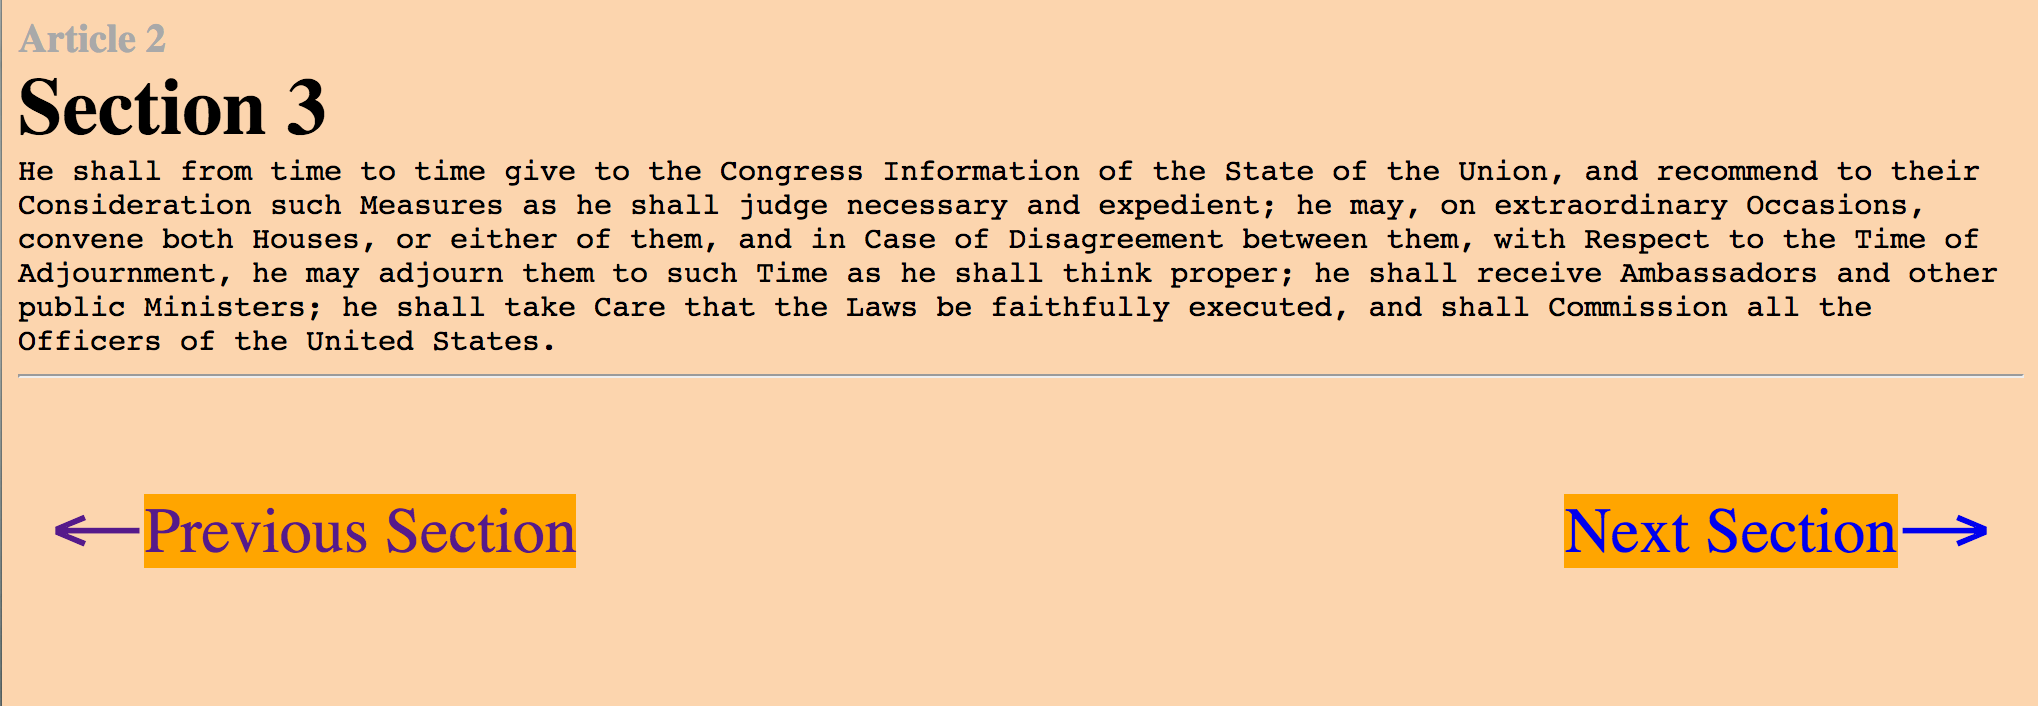 Article 2
Section 3
He shall from time to time give to the Congress Information of the State of the Union, and recommend to their
Consideration such Measures as he shall judge necessary and expedient; he may, on extraordinary Occasions,
convene both Houses, or either of them, and in Case of Disagreement between them, with Respect to the Time of
Adjournment, he may adjourn them to such Time as he shall think proper; he shall receive Ambassadors and other
public Ministers; he shall take Care that the Laws be faithfully executed, and shall Commission all the
Officers of the United States.
←Previous Section
Next Section→